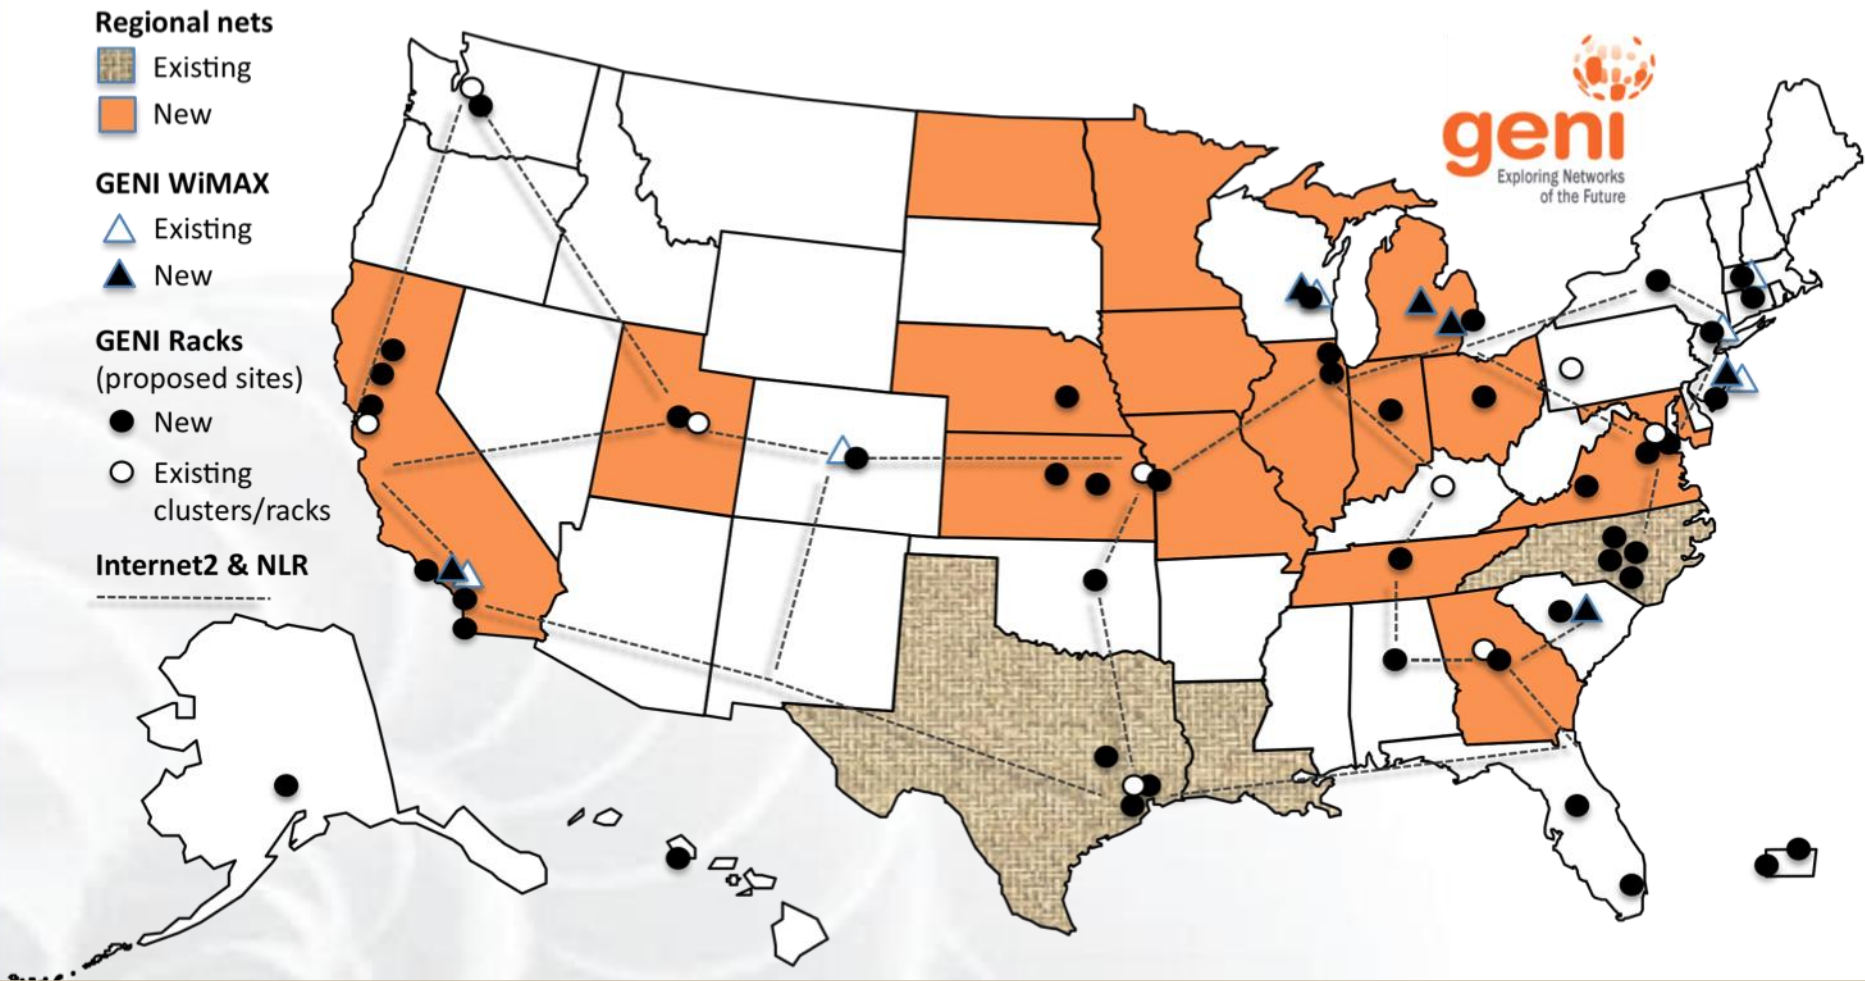 Regional nets
Existing
New
GENI WiMAX
Existing
New
GENI Racks
(proposed sites)
New
Existing
clusters/racks
Internet2 & NLR
geni
Exploring Networks
of the Future